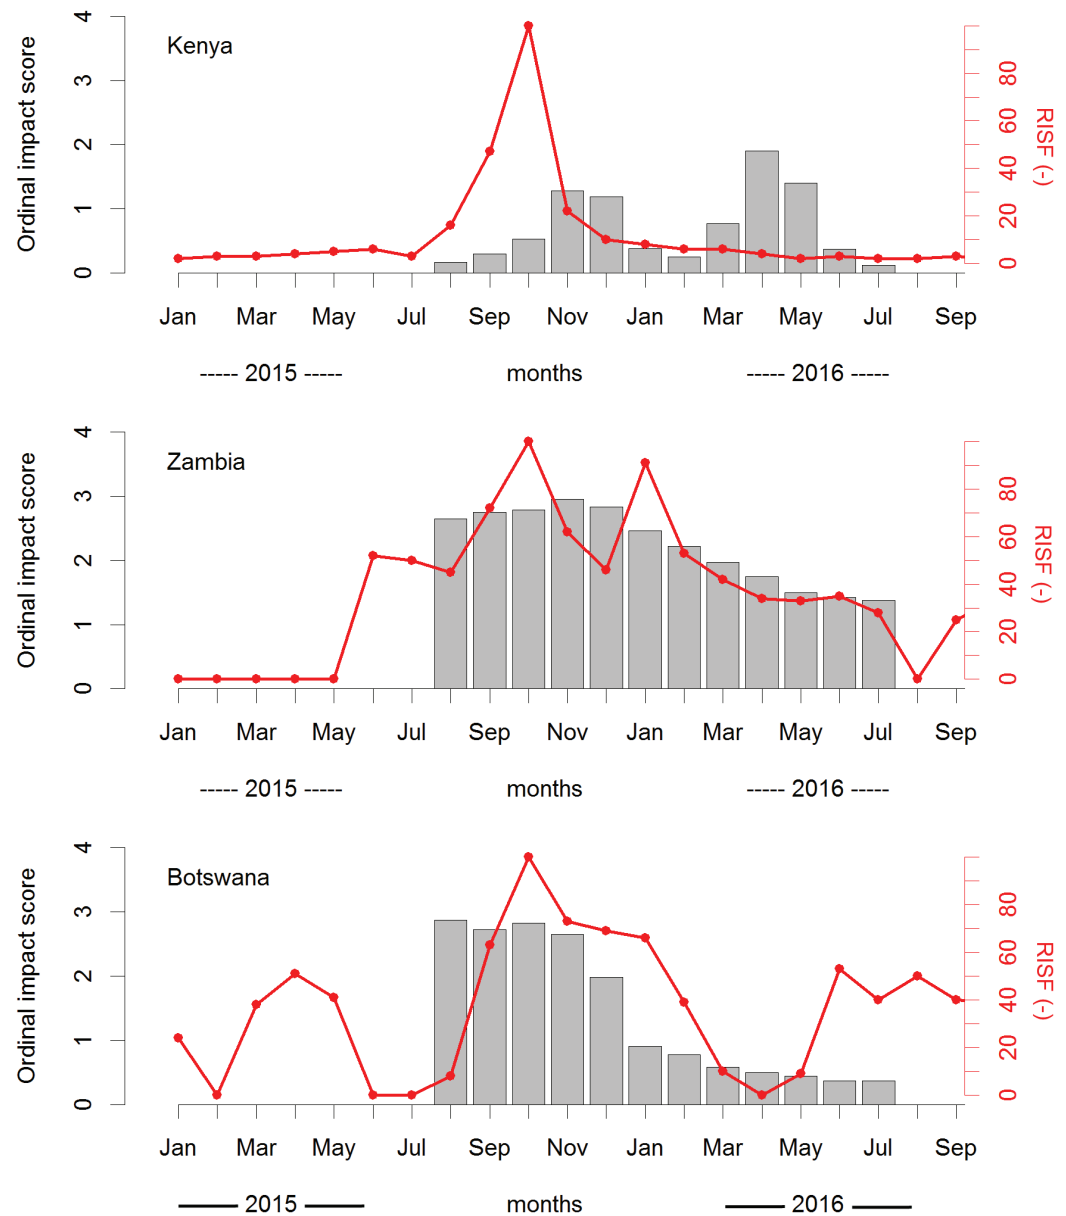 Kenya
Ordinal impact score
0 1 2 3 4
RISF (-)
0 20 40 60 80
Jan Mar May Jul Sep Nov Jan Mar May Jul Sep
----- 2015 ----- months ----- 2016 -----
Zambia
Ordinal impact score
0 1 2 3 4
RISF (-)
0 20 40 60 80
Jan Mar May Jul Sep Nov Jan Mar May Jul Sep
----- 2015 ----- months ----- 2016 -----
Botswana
Ordinal impact score
0 1 2 3 4
RISF (-)
0 20 40 60 80
Jan Mar May Jul Sep Nov Jan Mar May Jul Sep
2015 months 2016